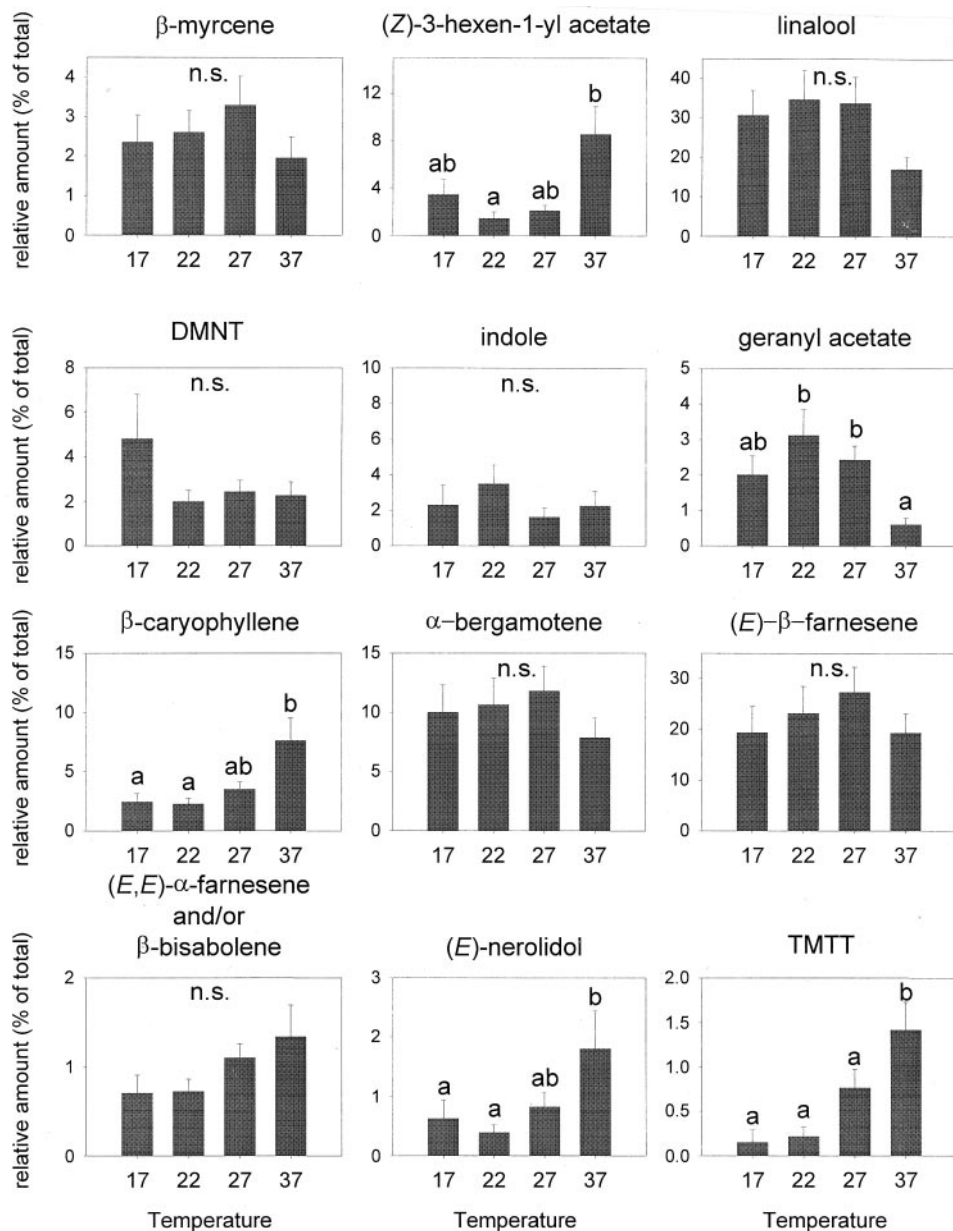 β-myrcene
(Z)-3-hexen-1-yl acetate
linalool
relative amount (% of total)
4
3
2
1
0
n.s.
17 22 27 37
12
8
4
0
ab a ab b
17 22 27 37
40
30
20
10
0
n.s.
17 22 27 37
DMNT
indole
geranyl acetate
relative amount (% of total)
8
6
4
2
0
n.s.
17 22 27 37
10
8
6
4
2
0
n.s.
17 22 27 37
5
4
3
2
1
0
ab b b a
17 22 27 37
β-caryophyllene
α-bergamotene
(E)-β-farnesene
relative amount (% of total)
15
10
5
0
a a ab b
17 22 27 37
15
10
5
0
n.s.
17 22 27 37
30
20
10
0
n.s.
17 22 27 37
(E,E)-α-farnesene
and/or
β-bisabolene
(E)-nerolidol
TMTT
relative amount (% of total)
2
1
0
n.s.
17 22 27 37
Temperature
3
2
1
0
a a ab b
17 22 27 37
Temperature
2.0
1.5
1.0
0.5
0.0
a a a b
17 22 27 37
Temperature